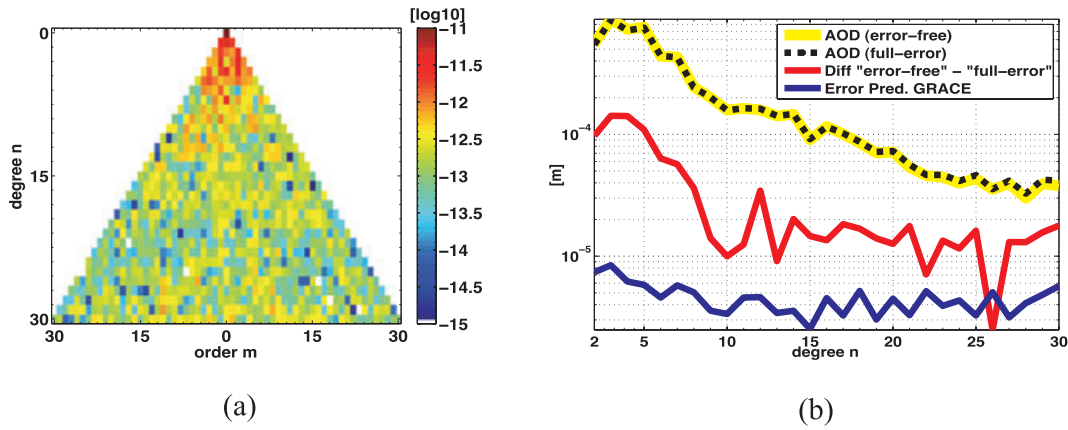 [log10]
0
15
30
degree n
30
15
0
15
30
order m
−11
−11.5
−12
−12.5
−13
−13.5
−14
−14.5
−15
(a)
AOD (error−free)
AOD (full−error)
Diff "error−free" − "full−error"
Error Pred. GRACE
10−4
10−5
[m]
2
5
10
15
20
25
30
degree n
(b)